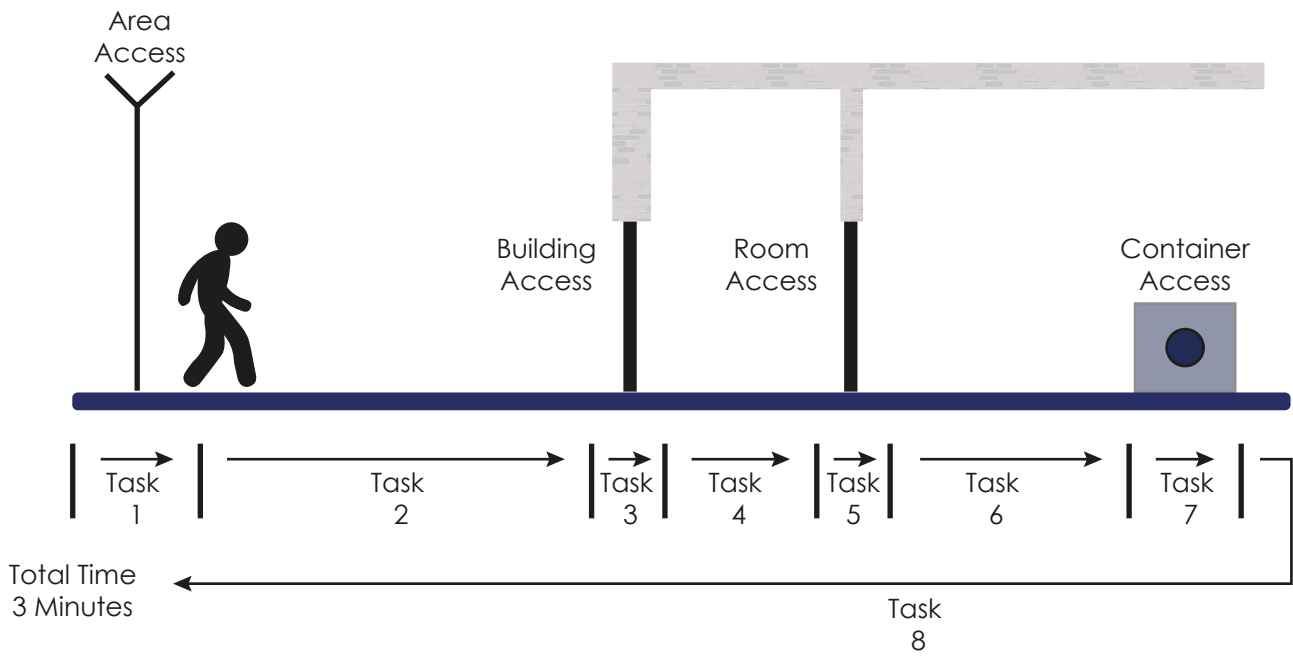 Area
Access
Building
Access
Room
Access
Container
Access
Task
1
Task
2
Task
3
Task
4
Task
5
Task
6
Task
7
Total Time
3 Minutes
Task
8